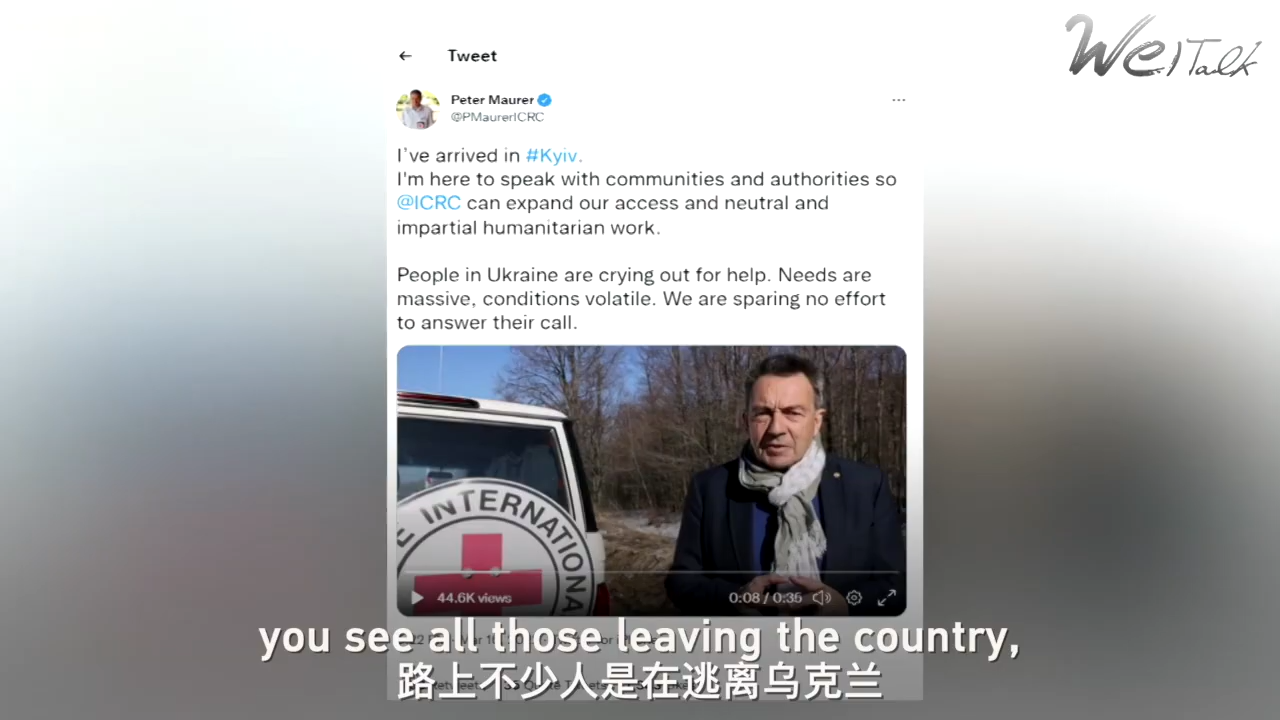 We Talk
Tweet
Peter Maurer
@PMaurerICRC
I've arrived in #Kyiv.
I'm here to speak with communities and authorities so
@ICRC can expand our access and neutral and
impartial humanitarian work.
People in Ukraine are crying out for help. Needs are
massive, conditions volatile. We are sparing no effort
to answer their call.
E INTERNATIONA
44.6K views
0:08 / 0:35
you see all those leaving the country,
路上不少人是在逃离乌克兰